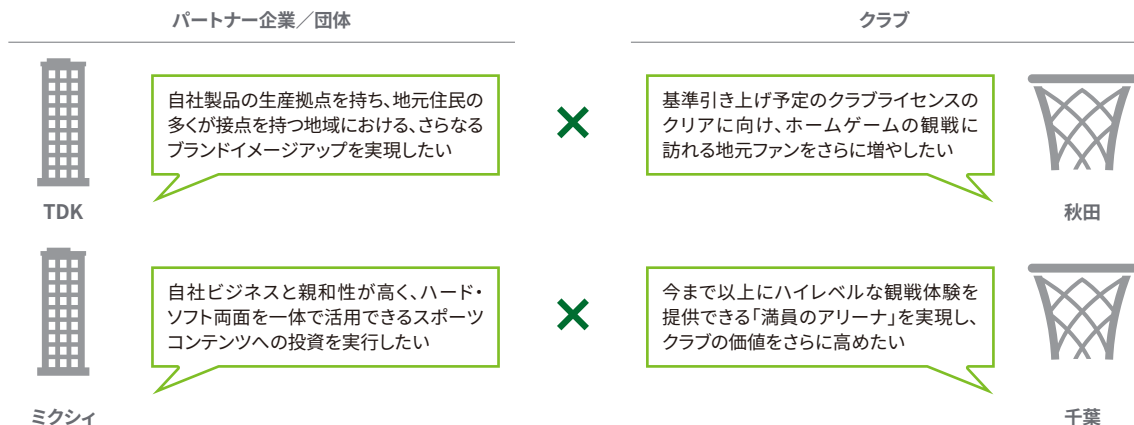 パートナー企業／団体
クラブ
自社製品の生産拠点を持ち、地元住民の
多くが接点を持つ地域における、さらなる
ブランドイメージアップを実現したい
×
基準引き上げ予定のクラブライセンスの
クリアに向け、ホームゲームの観戦に
訪れる地元ファンをさらに増やしたい
TDK
秋田
自社ビジネスと親和性が高く、ハード・
ソフト両面を一体で活用できるスポーツ
コンテンツへの投資を実行したい
×
今まで以上にハイレベルな観戦体験を
提供できる「満員のアリーナ」を実現し、
クラブの価値をさらに高めたい
ミクシィ
千葉